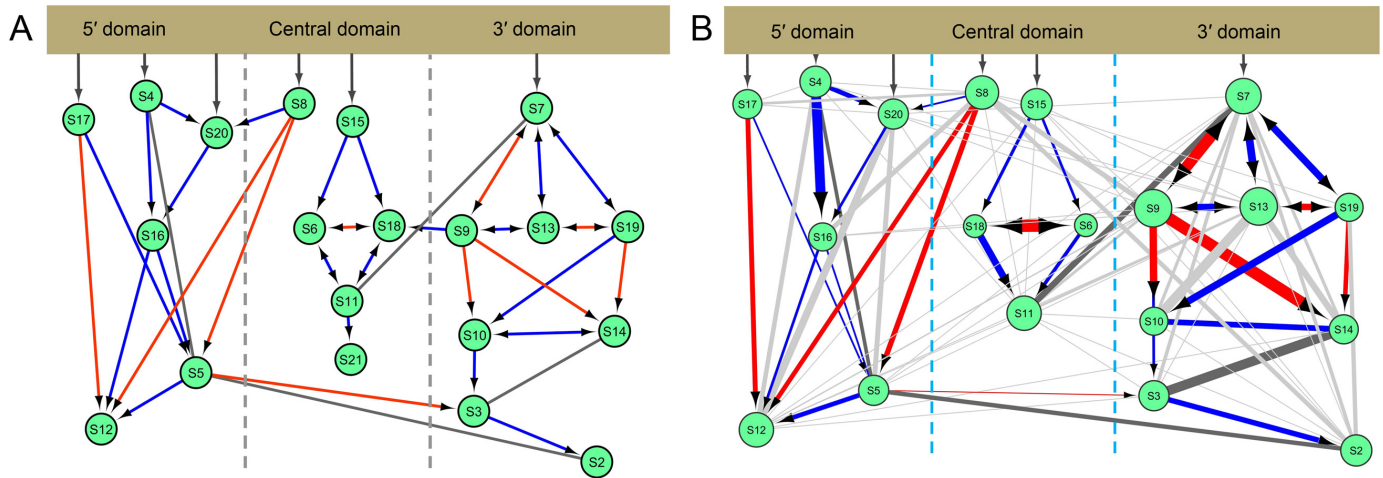 A
5′ domain
Central domain
3′ domain
S4
S8
S7
S17
S15
S20
S16
S6
S18
S9
S13
S19
S11
S10
S14
S21
S5
S3
S12
S2
B
5′ domain
Central domain
3′ domain
S4
S8
S7
S17
S15
S20
S9
S13
S19
S16
S18
S6
S11
S10
S14
S5
S3
S12
S2